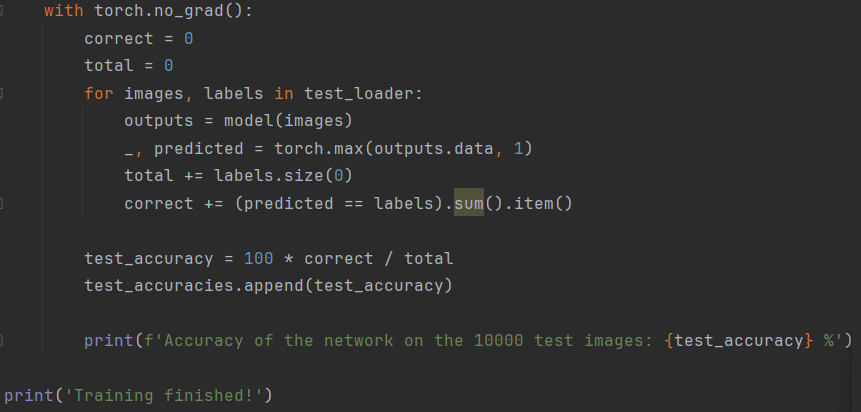 with torch.no_grad():
correct = 0
total = 0
for images, labels in test_loader:
outputs = model(images)
_, predicted = torch.max(outputs.data, 1)
total += labels.size(0)
correct += (predicted == labels).sum().item()
test_accuracy = 100 * correct / total
test_accuracies.append(test_accuracy)
print(f'Accuracy of the network on the 10000 test images: {test_accuracy} %')
print('Training finished!')